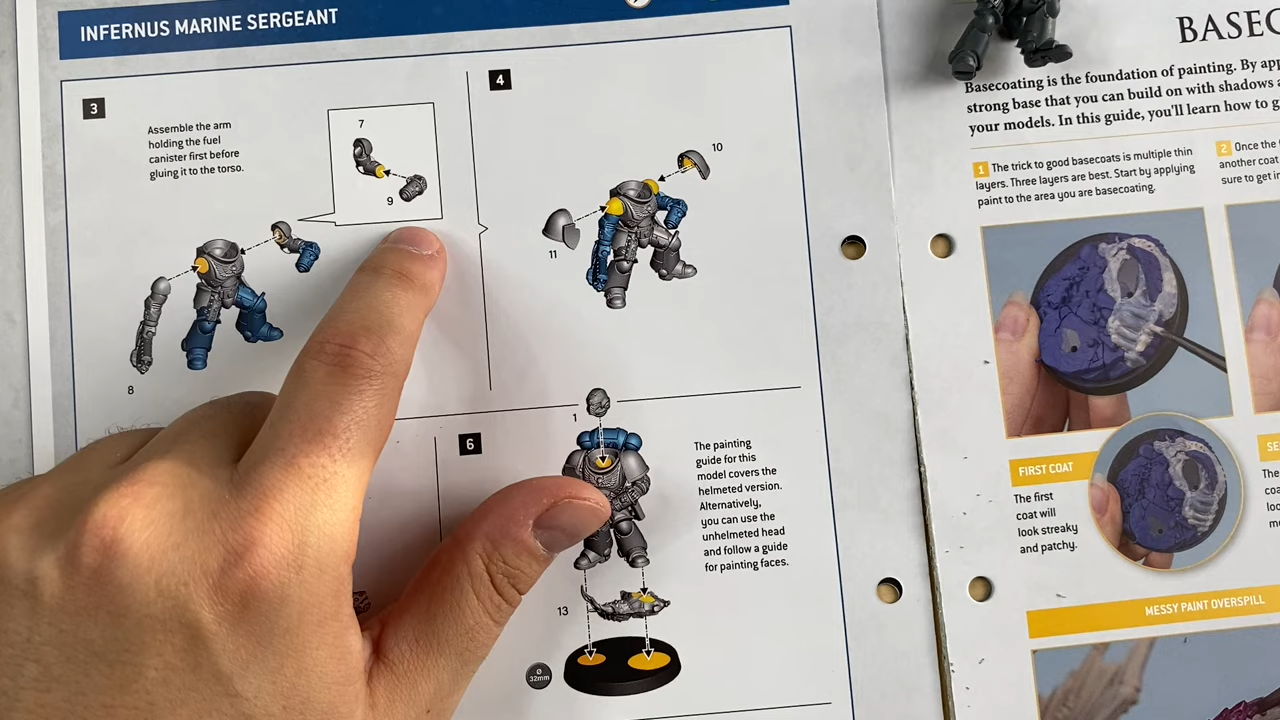 INFERNUS MARINE SERGEANT
3
Assemble the arm
holding the fuel
canister first before
gluing it to the torso.
7
9
8
4
10
11
6
1
The painting
guide for this
model covers the
helmeted version.
Alternatively,
you can use the
unhelmeted head
and follow a guide
for painting faces.
13
Ø
32mm
BASEC
Basecoating is the foundation of painting. By app
strong base that you can build on with shadows a
your models. In this guide, you'll learn how to g
1 The trick to good basecoats is multiple thin
layers. Three layers are best. Start by applying
paint to the area you are basecoating.
2 Once the
another coat
sure to get in
FIRST COAT
The first
coat will
look streaky
and patchy.
SE
The
coa
loo
m
MESSY PAINT OVERSPILL